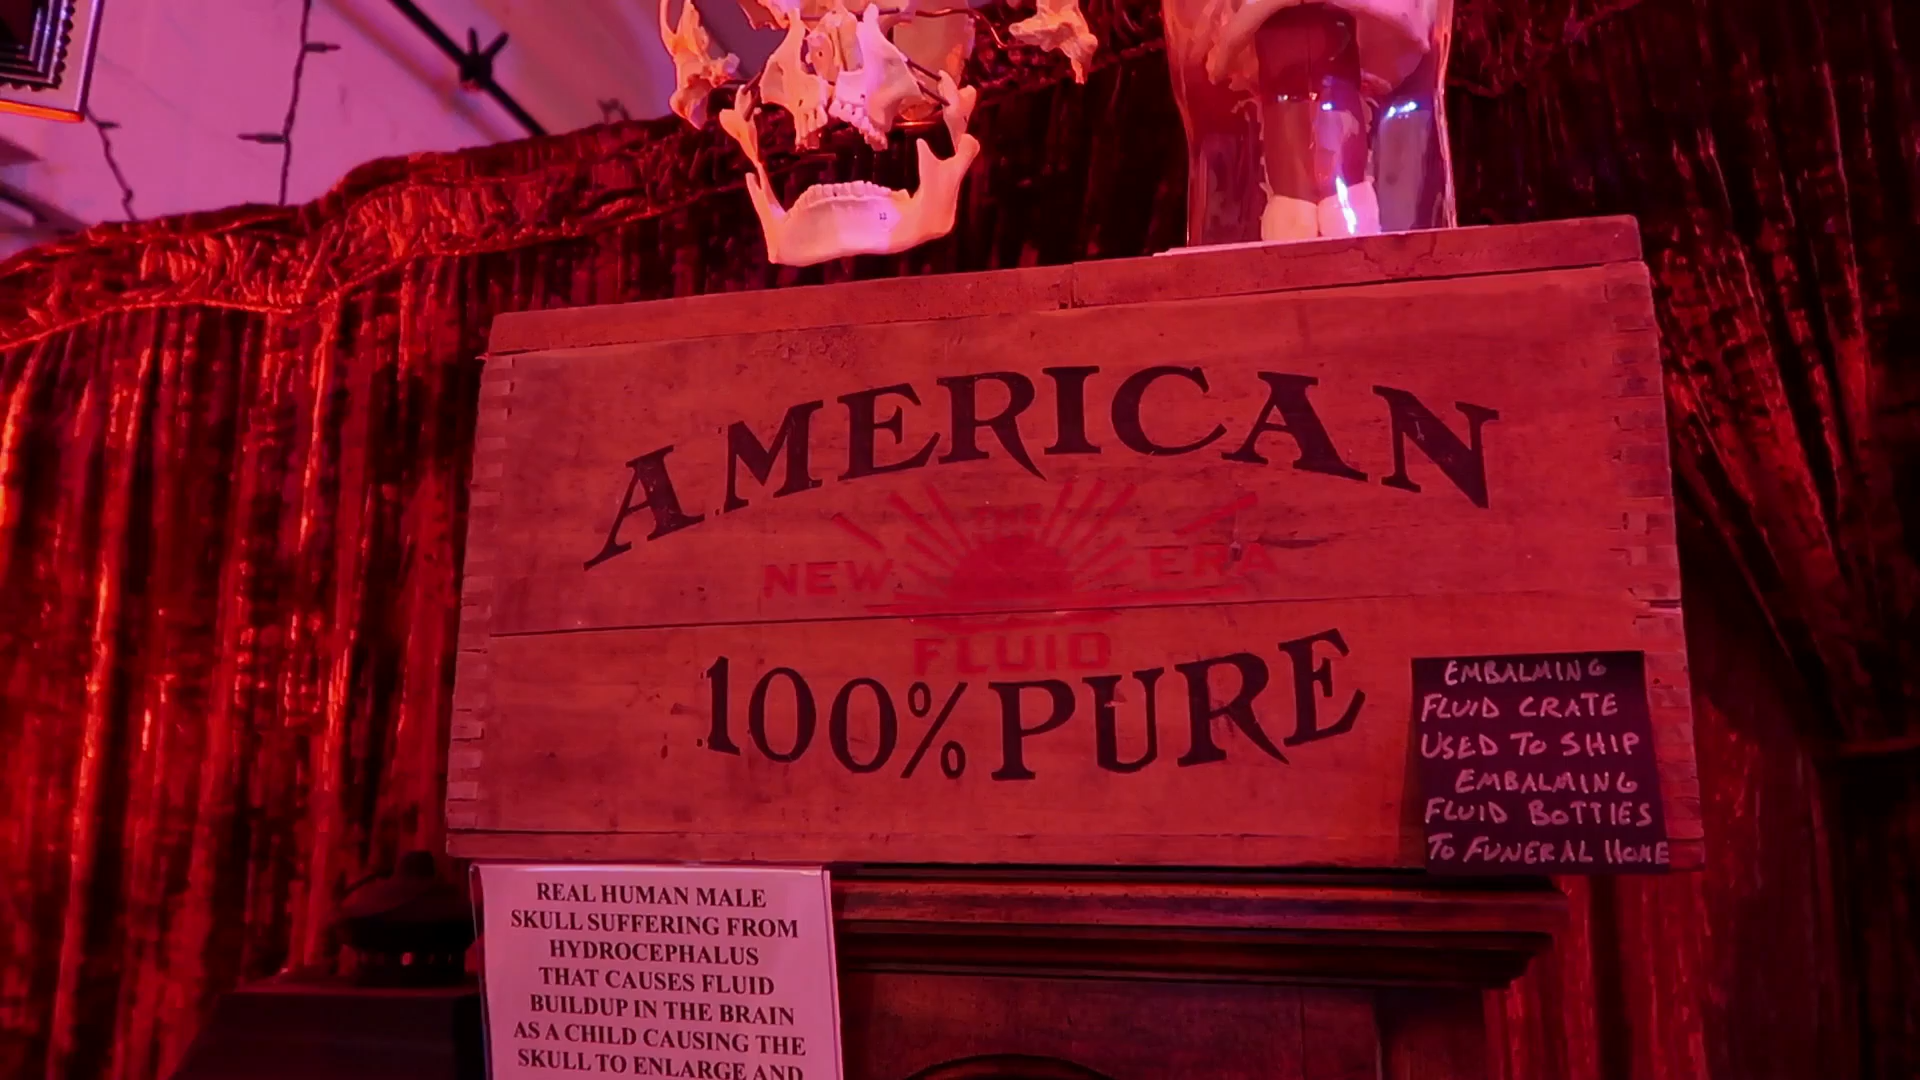 AMERICAN
THE
NEW ERA
FLUID
100% PURE
EMBALMING
FLUID CRATE
USED TO SHIP
EMBALMING
FLUID BOTTIES
TO FUNERAL HOME
REAL HUMAN MALE
SKULL SUFFERING FROM
HYDROCEPHALUS
THAT CAUSES FLUID
BUILDUP IN THE BRAIN
AS A CHILD CAUSING THE
SKULL TO ENLARGE AND